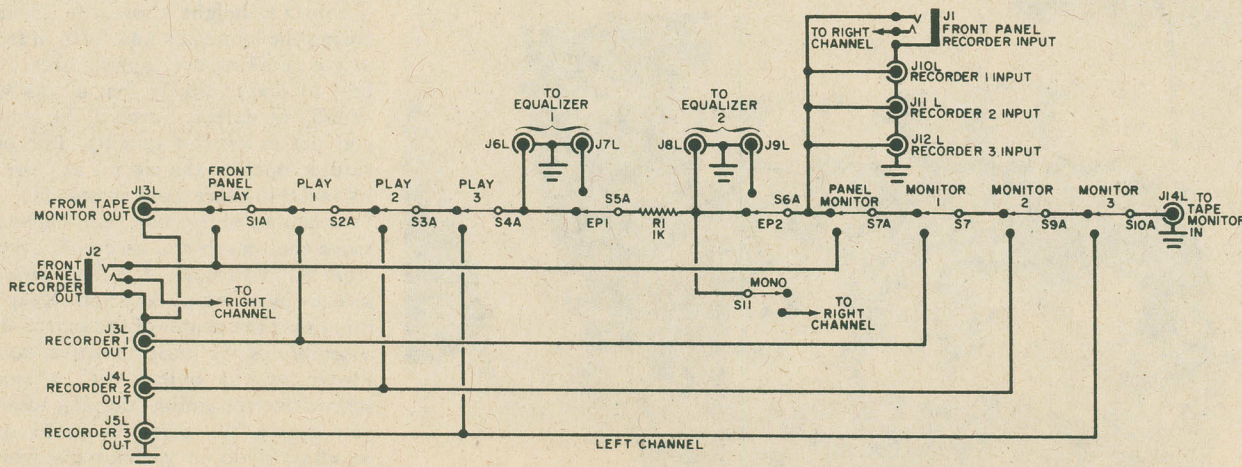 J1
FRONT PANEL
RECORDER INPUT
TO RIGHT
CHANNEL
J10L
RECORDER 1 INPUT
J11 L
RECORDER 2 INPUT
J12 L
RECORDER 3 INPUT
TO
EQUALIZER
1
J6L
J7L
TO
EQUALIZER
2
J8L
J9L
J13L
FROM TAPE
MONITOR OUT
FRONT
PANEL
PLAY
S1A
PLAY
1
S2A
PLAY
2
S3A
PLAY
3
S4A
S5A
EP1
R1
1K
S6A
EP2
PANEL
MONITOR
S7A
MONITOR
1
S7
MONITOR
2
S9A
MONITOR
3
S10A
J14L
TO
TAPE
MONITOR
IN
J2
FRONT
PANEL
RECORDER
OUT
TO
RIGHT
CHANNEL
MONO
S11
TO
RIGHT
CHANNEL
J3L
RECORDER 1
OUT
J4L
RECORDER 2
OUT
J5L
RECORDER 3
OUT
LEFT CHANNEL